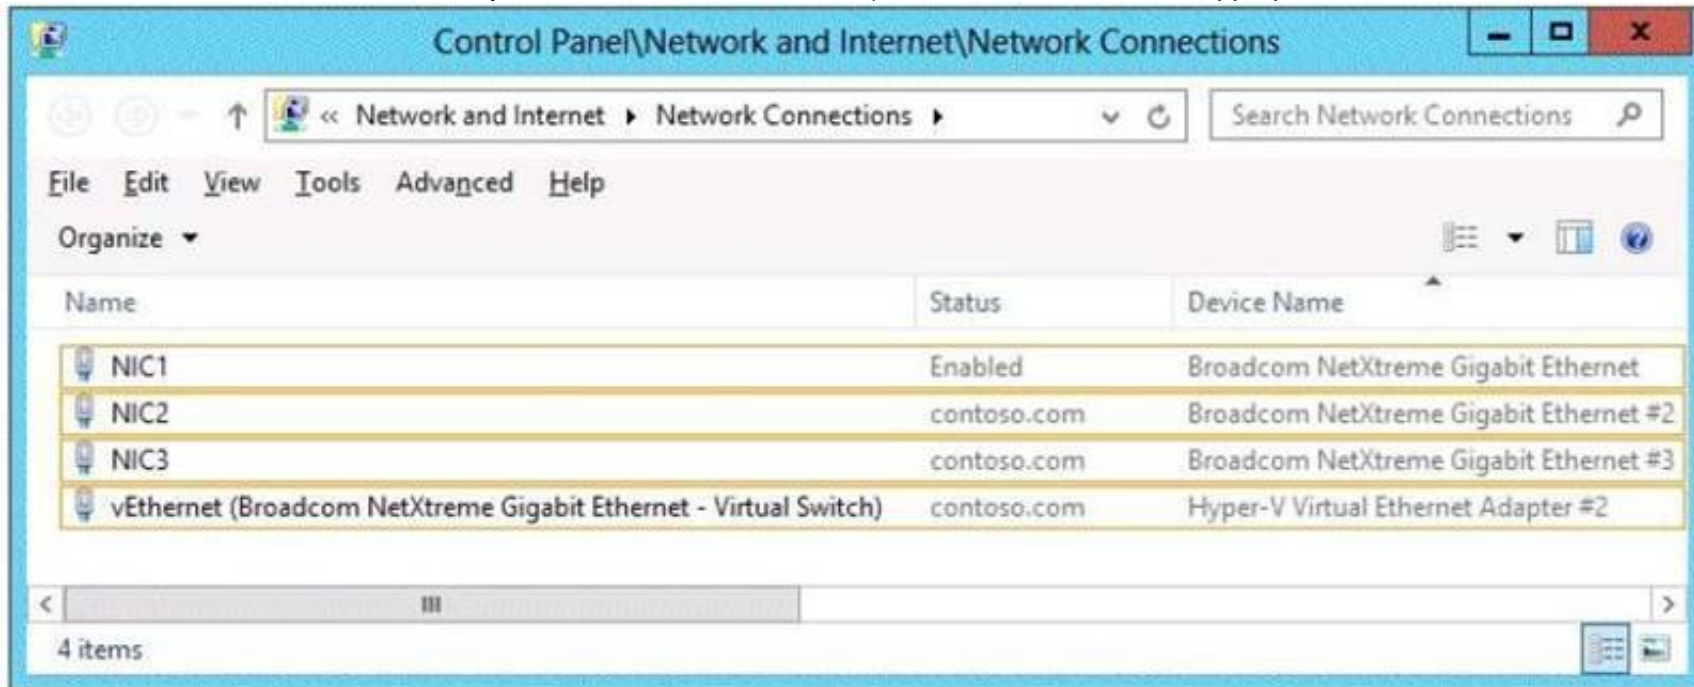 Control Panel\Network and Internet\Network Connections
« Network and Internet Network Connections Search Network Connections
File Edit View Tools Advanced Help
Organize
Name Status Device Name
NIC1 Enabled Broadcom NetXtreme Gigabit Ethernet
NIC2 contoso.com Broadcom NetXtreme Gigabit Ethernet #2
NIC3 contoso.com Broadcom NetXtreme Gigabit Ethernet #3
vEthernet (Broadcom NetXtreme Gigabit Ethernet - Virtual Switch) contoso.com Hyper-V Virtual Ethernet Adapter #2
4 items